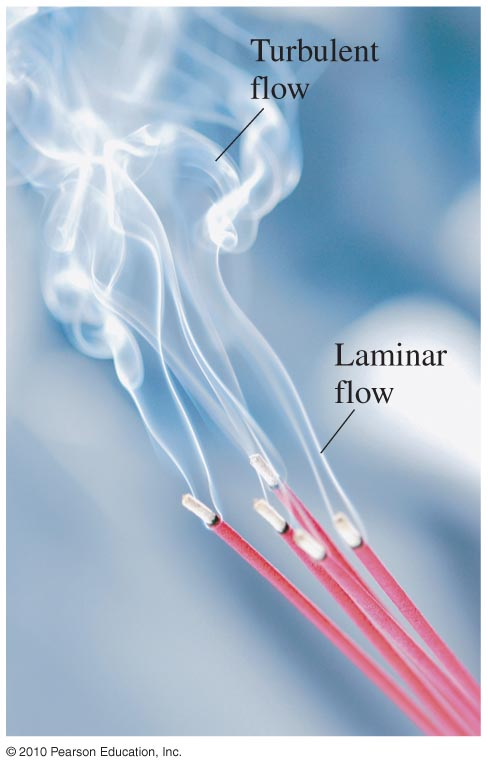 Turbulent
flow
Laminar
flow
© 2010 Pearson Education, Inc.